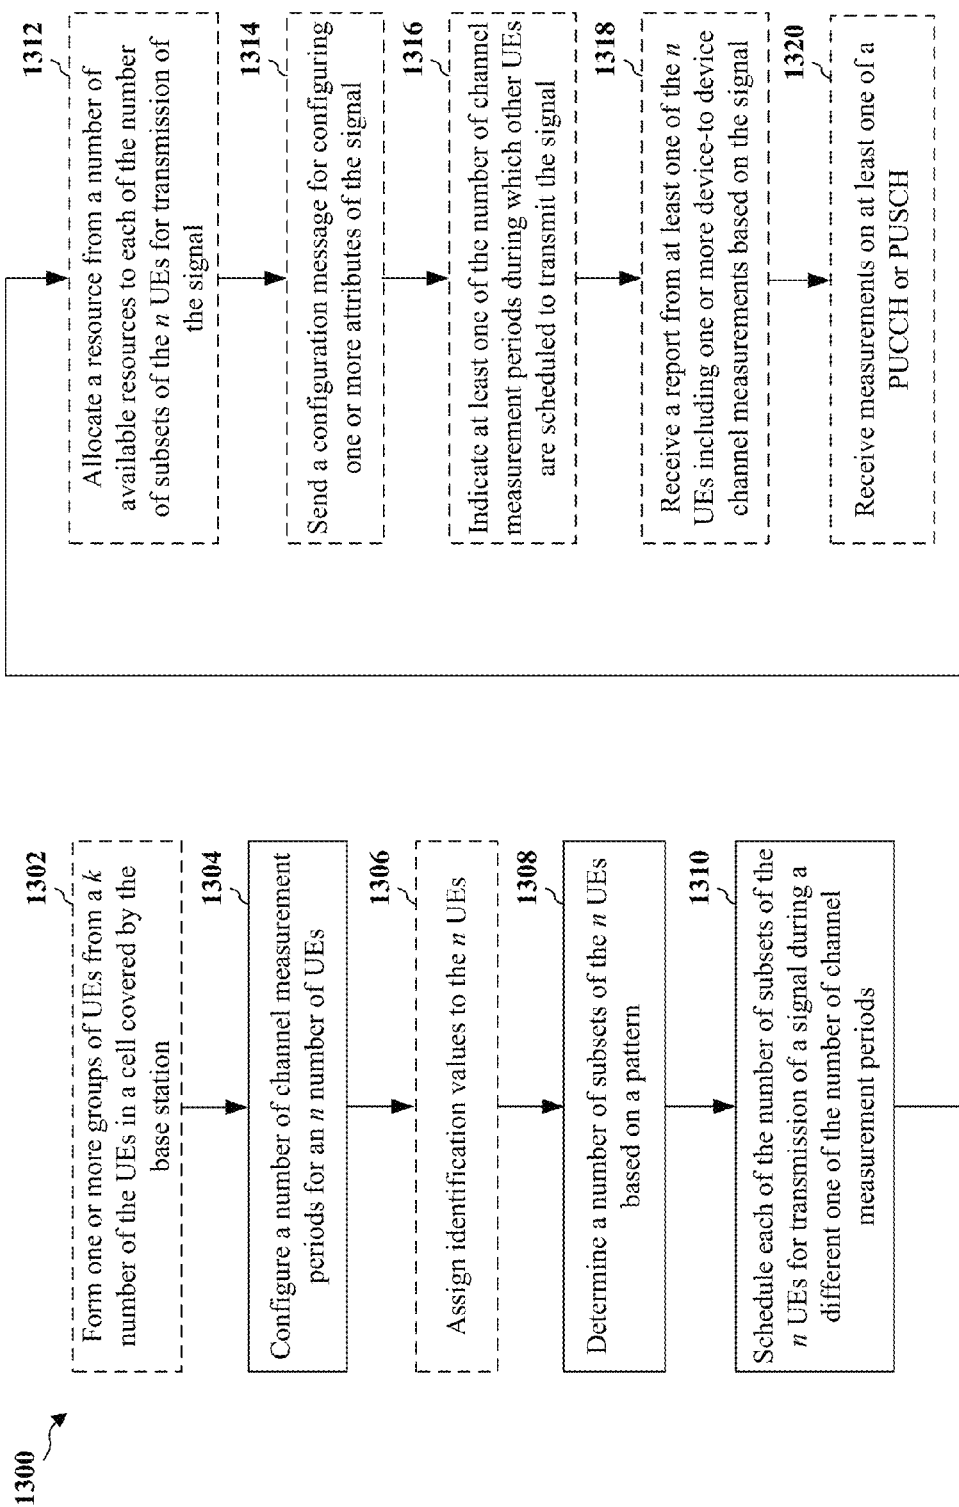 1300
1302
Form one or more groups of UEs from a k
number of the UEs in a cell covered by the
base station
1304
Configure a number of channel measurement
periods for an n number of UEs
1306
Assign identification values to the n UEs
1308
Determine a number of subsets of the n UEs
based on a pattern
1310
Schedule each of the number of subsets of the
n UEs for transmission of a signal during a
different one of the number of channel
measurement periods
1312
Allocate a resource from a number of
available resources to each of the number
of subsets of the n UEs for transmission of
the signal
1314
Send a configuration message for configuring
one or more attributes of the signal
1316
Indicate at least one of the number of channel
measurement periods during which other UEs
are scheduled to transmit the signal
1318
Receive a report from at least one of the n
UEs including one or more device-to device
channel measurements based on the signal
1320
Receive measurements on at least one of a
PUCCH or PUSCH